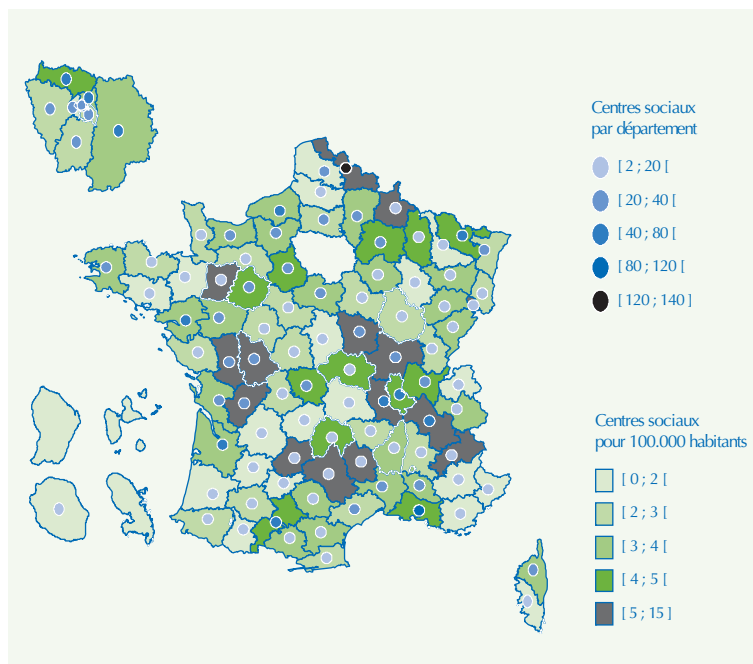 Centres sociaux
par département
[ 2 ; 20 [
[ 20 ; 40 [
[ 40 ; 80 [
[ 80 ; 120 [
[ 120 ; 140 ]
Centres sociaux
pour 100.000 habitants
[ 0 ; 2 [
[ 2 ; 3 [
[ 3 ; 4 [
[ 4 ; 5 [
[ 5 ; 15 ]